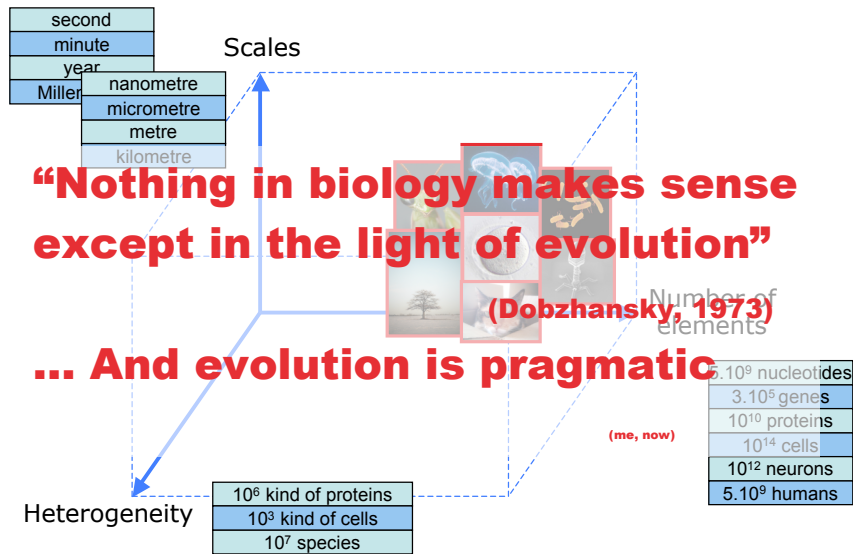 second
minute
year
Millen
nanometre
micrometre
metre
kilometre
Scales
“Nothing in biology makes sense
except in the light of evolution”
(Dobzhansky, 1973)
Number of
elements
... And evolution is pragmatic
(me, now)
5.10⁹ nucleotides
3.10⁵ genes
10¹⁰ proteins
10¹⁴ cells
10¹² neurons
5.10⁹ humans
Heterogeneity
10⁶ kind of proteins
10³ kind of cells
10⁷ species